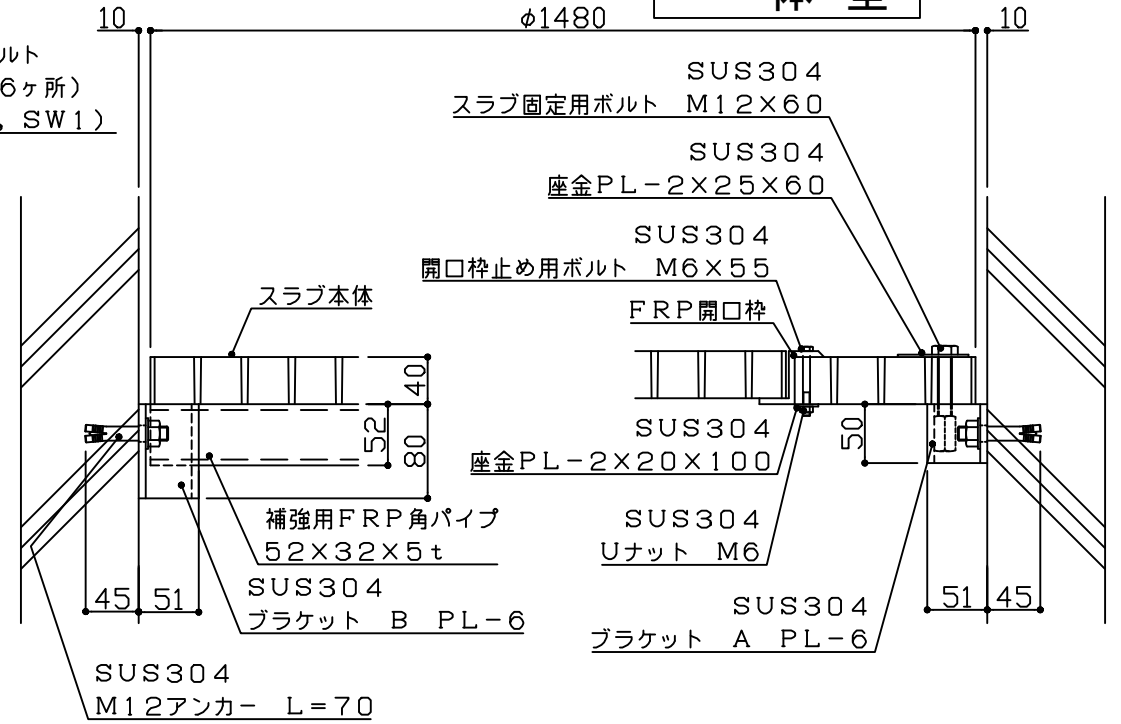 10
φ1480
10
ルト
6ヶ所）
SW1）
SUS304
スラブ固定用ボルト M12×60
SUS304
座金PL-2×25×60
SUS304
開口枠止め用ボルト M6×55
FRP開口枠
スラブ本体
40
52
80
50
SUS304
座金PL-2×20×100
補強用FRP角パイプ
52×32×5t
SUS304
Uナット M6
SUS304
ブラケット B PL-6
45
51
51
45
SUS304
ブラケット A PL-6
SUS304
M12アンカー L=70